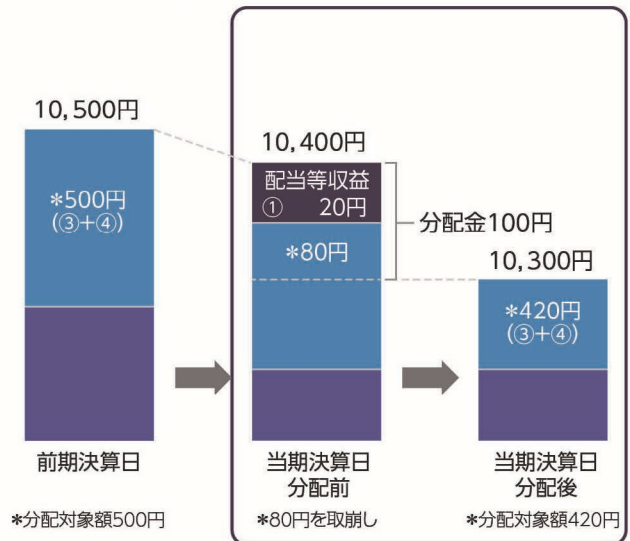 10,500円
*500円
(③+④)
前期決算日
*分配対象額500円
10,400円
配当等収益
① 20円
*80円
分配金100円
当期決算日
分配前
*80円を取崩し
10,300円
*420円
(③+④)
当期決算日
分配後
*分配対象額420円